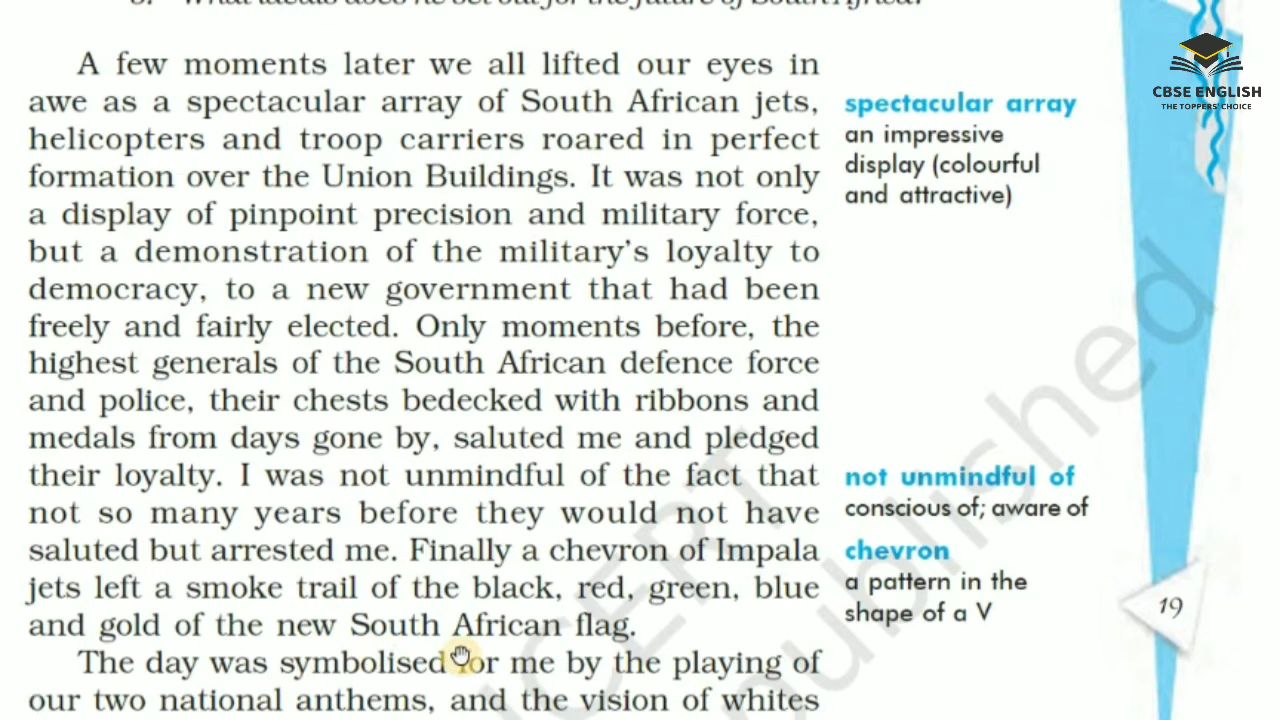 A few moments later we all lifted our eyes in
awe as a spectacular array of South African jets,
helicopters and troop carriers roared in perfect
formation over the Union Buildings. It was not only
a display of pinpoint precision and military force,
but a demonstration of the military's loyalty to
democracy, to a new government that had been
freely and fairly elected. Only moments before, the
highest generals of the South African defence force
and police, their chests bedecked with ribbons and
medals from days gone by, saluted me and pledged
their loyalty. I was not unmindful of the fact that
not so many years before they would not have
saluted but arrested me. Finally a chevron of Impala
jets left a smoke trail of the black, red, green, blue
and gold of the new South African flag.
The day was symbolised for me by the playing of
our two national anthems, and the vision of whites
spectacular array
an impressive
display (colourful
and attractive)
not unmindful of
conscious of; aware of
chevron
a pattern in the
shape of a V
19
CBSE ENGLISH
THE TOPPERS' CHOICE